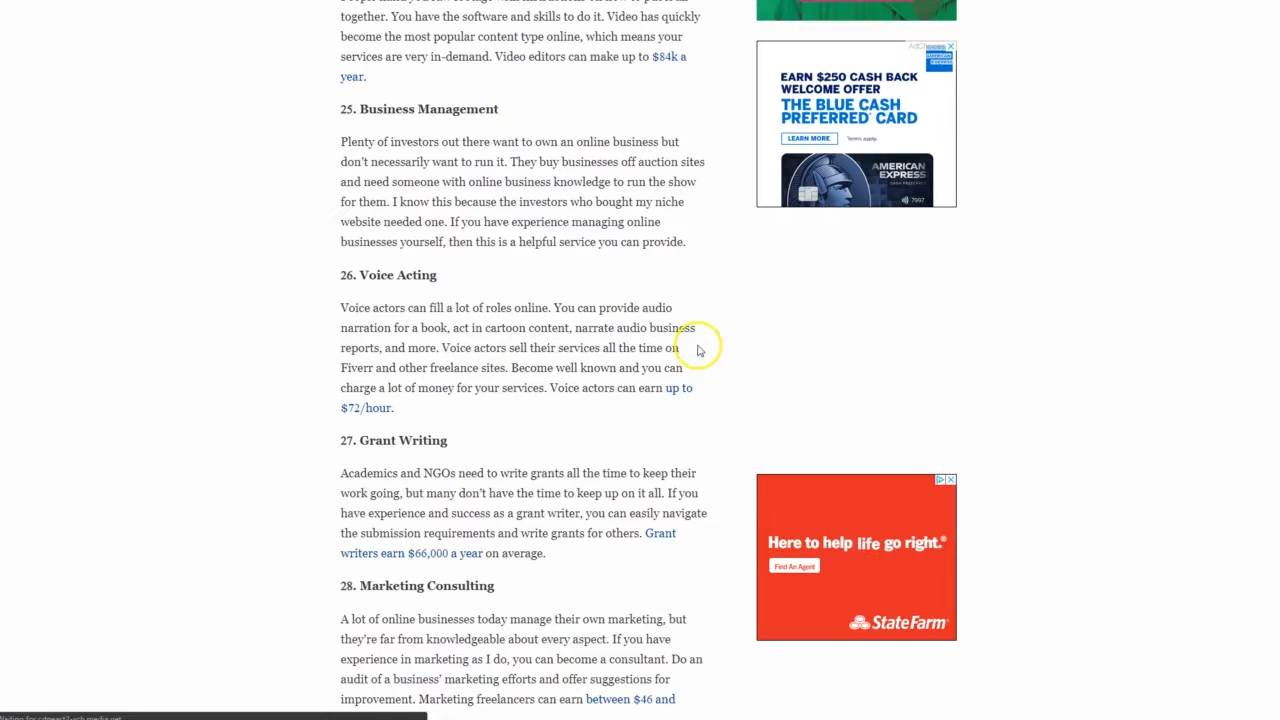 together. You have the software and skills to do it. Video has quickly
become the most popular content type online, which means your
services are very in-demand. Video editors can make up to $84k a
year.
25. Business Management
Plenty of investors out there want to own an online business but
don't necessarily want to run it. They buy businesses off auction sites
and need someone with online business knowledge to run the show
for them. I know this because the investors who bought my niche
website needed one. If you have experience managing online
businesses yourself, then this is a helpful service you can provide.
26. Voice Acting
Voice actors can fill a lot of roles online. You can provide audio
narration for a book, act in cartoon content, narrate audio business
reports, and more. Voice actors sell their services all the time on
Fiverr and other freelance sites. Become well known and you can
charge a lot of money for your services. Voice actors can earn up to
$72/hour.
27. Grant Writing
Academics and NGOs need to write grants all the time to keep their
work going, but many don't have the time to keep up on it all. If you
have experience and success as a grant writer, you can easily navigate
the submission requirements and write grants for others. Grant
writers earn $66,000 a year on average.
28. Marketing Consulting
A lot of online businesses today manage their own marketing, but
they're far from knowledgeable about every aspect. If you have
experience in marketing as I do, you can become a consultant. Do an
audit of a business' marketing efforts and offer suggestions for
improvement. Marketing freelancers can earn between $46 and
AMERICAN
EXPRESS
EARN $250 CASH BACK
WELCOME OFFER
THE BLUE CASH
PREFERRED® CARD
LEARN MORE Terms apply.
AMERICAN
EXPRESS
CASH PREFERRED
7997
Here to help life go right.®
Find An Agent
StateFarm®